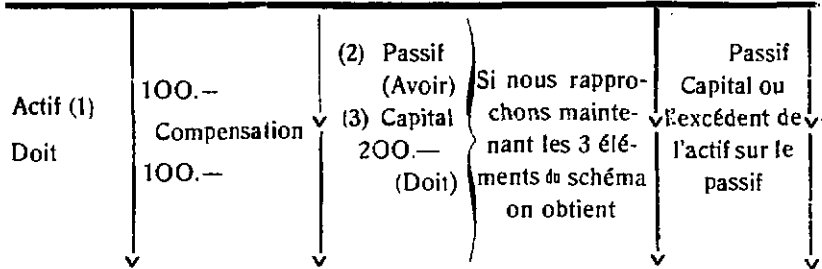 Actif (1)
Doit
100.—
Compensation
100.—
(2) Passif
(Avoir)
(3) Capital
200.—
(Doit)
Si nous rappro-
chons mainte-
nant les 3 élé-
ments du schéma
on obtient
Passif
Capital ou
l'excédent de
l'actif sur le
passif